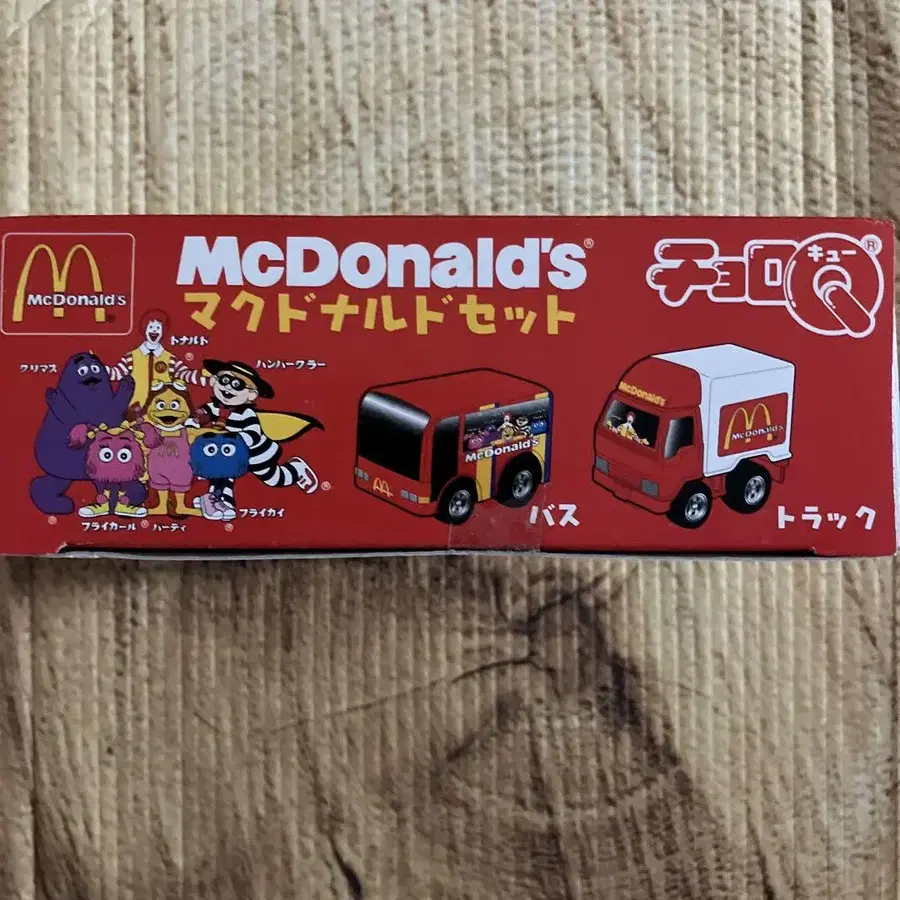 McDonald's
McDonald's®
マクドナルドセット
チョロQ®
キュー
ドナルド
グリマス
ハンバーグラー
McDonald's
McDonald's
McDonald's
フライガール
バーディ
フライガイ
バス
トラック